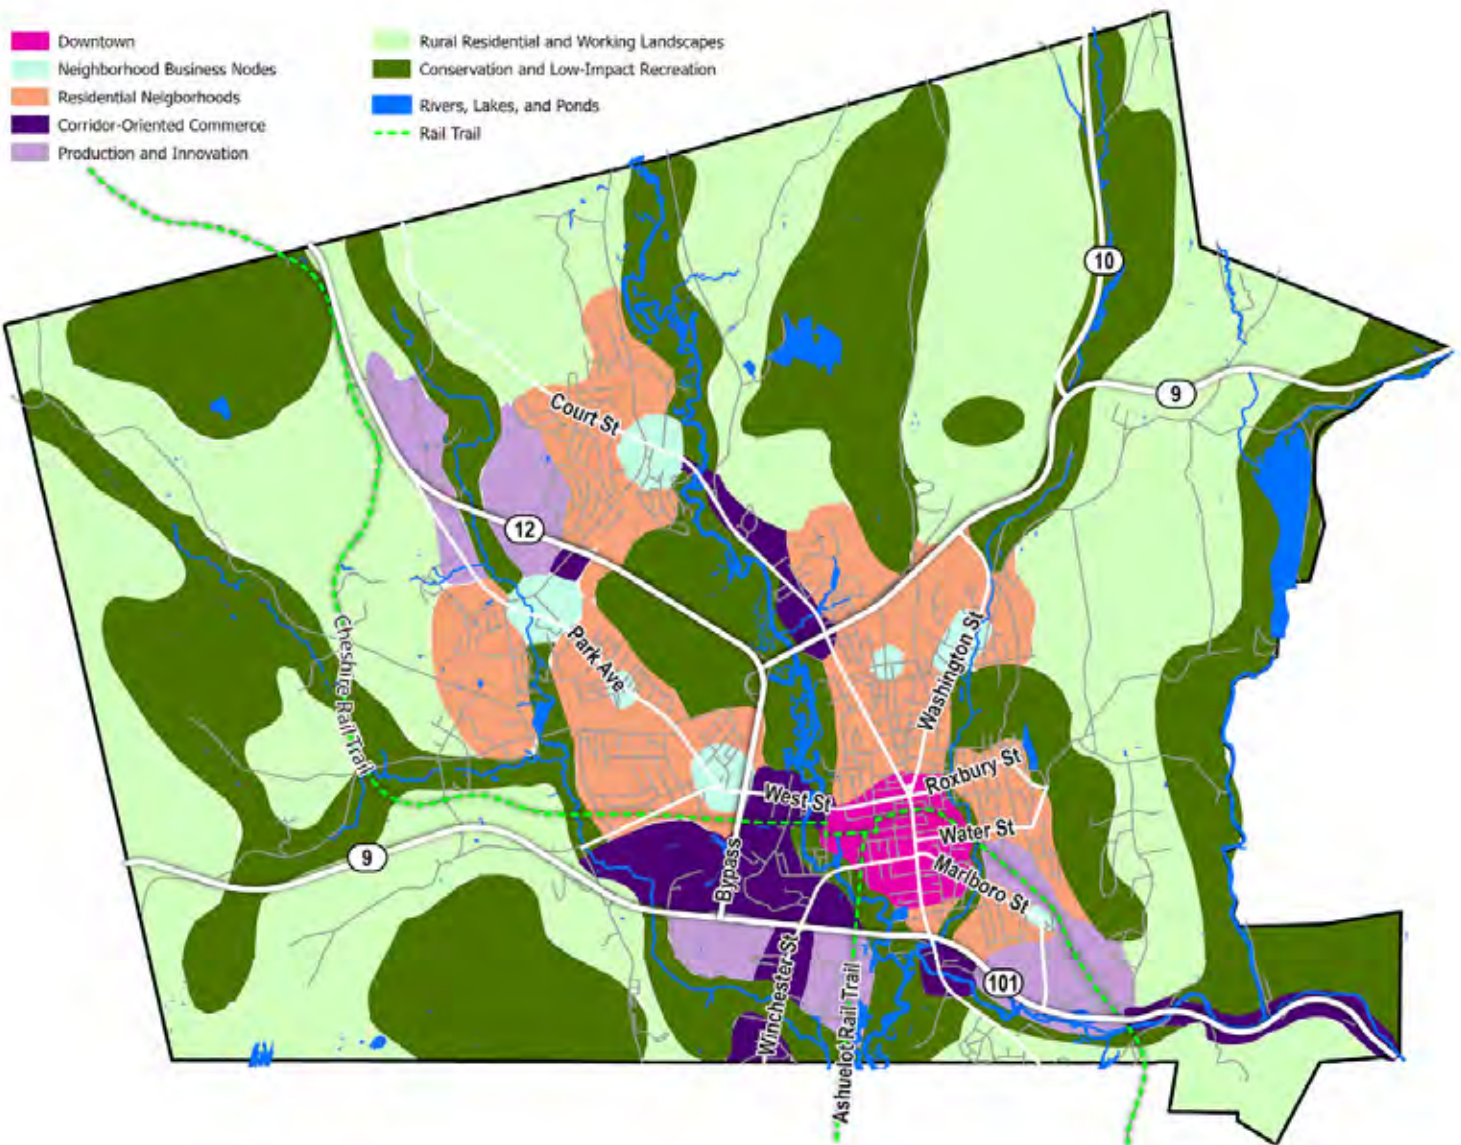 Downtown
Neighborhood Business Nodes
Residential Neigborhoods
Corridor-Oriented Commerce
Production and Innovation
Rural Residential and Working Landscapes
Conservation and Low-Impact Recreation
Rivers, Lakes, and Ponds
Rail Trail
10
9
Court St
12
Park Ave
Cheshire Rail Trail
Washington St
Roxbury St
West St
Water St
Marlboro St
9
Bypass
Winchester St
Ashuelot Rail Trail
101